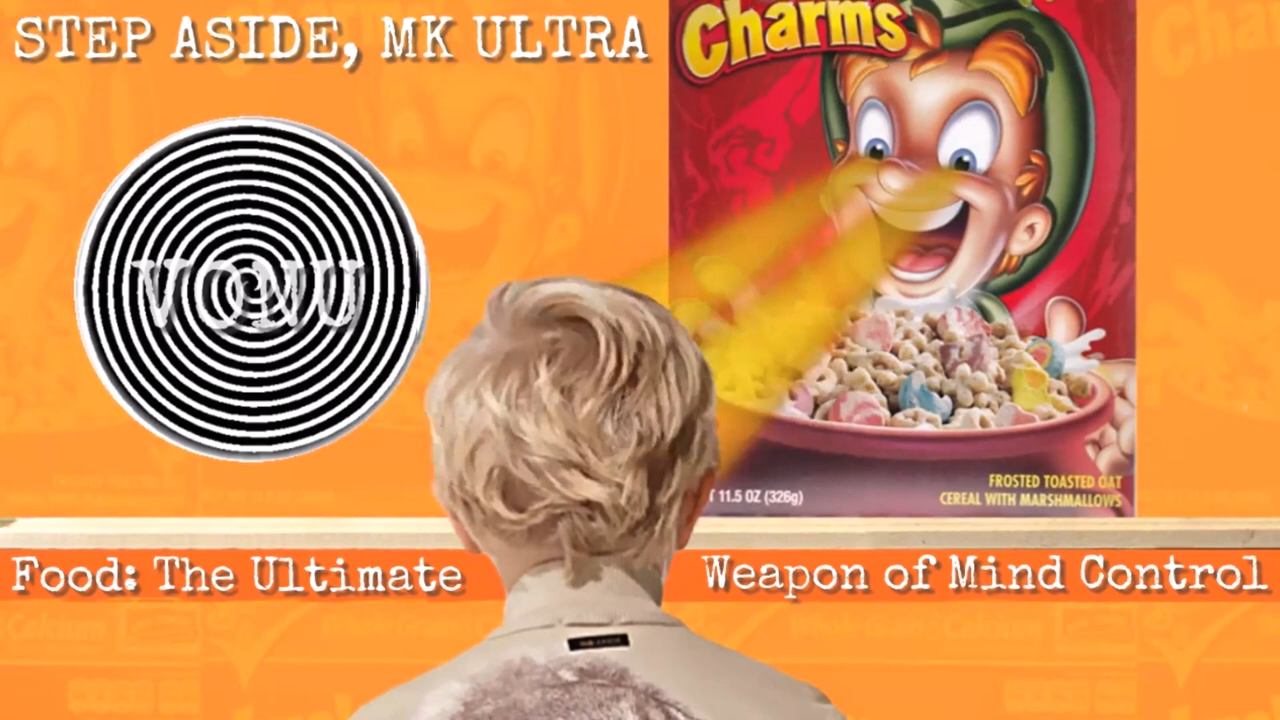 STEP ASIDE, MK ULTRA
Charms
VONU
11.5 OZ (326g)
FROSTED TOASTED OAT
CEREAL WITH MARSHMALLOWS
Food: The Ultimate
Weapon of Mind Control